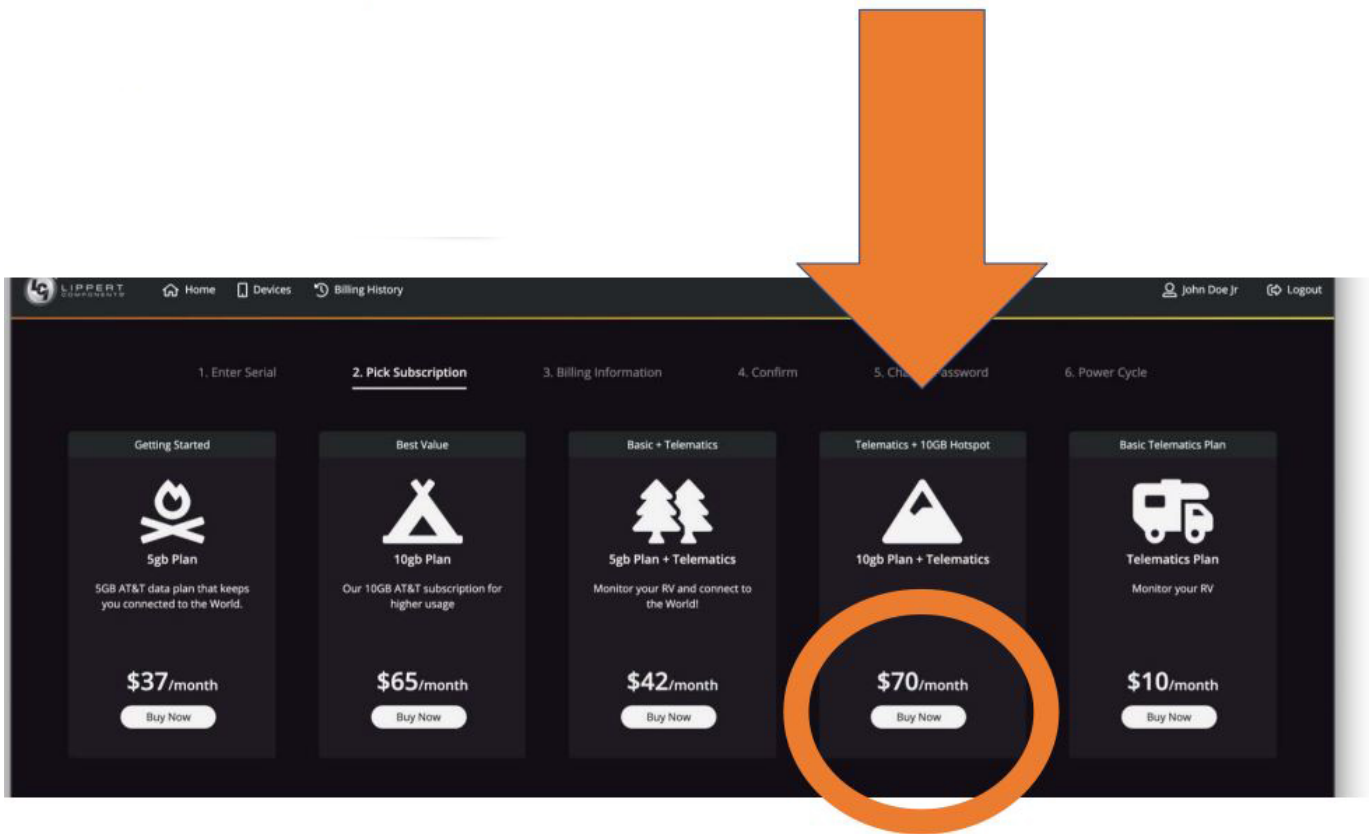 LIPPERT
COMPONENTS
Home
Devices
Billing History
John Doe Jr
Logout
1. Enter Serial
2. Pick Subscription
3. Billing Information
4. Confirm
5. Cha
assword
6. Power Cycle
Getting Started
5gb Plan
5GB AT&T data plan that keeps
you connected to the World.
$37/month
Buy Now
Best Value
10gb Plan
Our 10GB AT&T subscription for
higher usage
$65/month
Buy Now
Basic + Telematics
5gb Plan + Telematics
Monitor your RV and connect to
the World!
$42/month
Buy Now
Telematics + 10GB Hotspot
10gb Plan + Telematics
$70/month
Buy Now
Basic Telematics Plan
Telematics Plan
Monitor your RV
$10/month
Buy Now